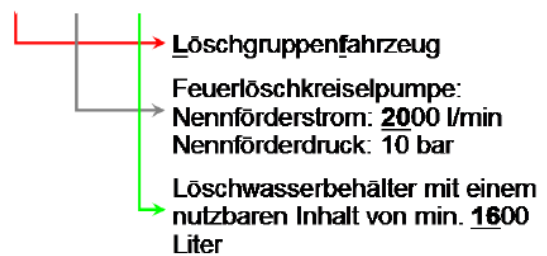 Löschgruppenfahrzeug
Feuerlöschkreiselpumpe:
Nennförderstrom: 2000 l/min
Nennförderdruck: 10 bar
Löschwasserbehälter mit einem
nutzbaren Inhalt von min. 1600
Liter